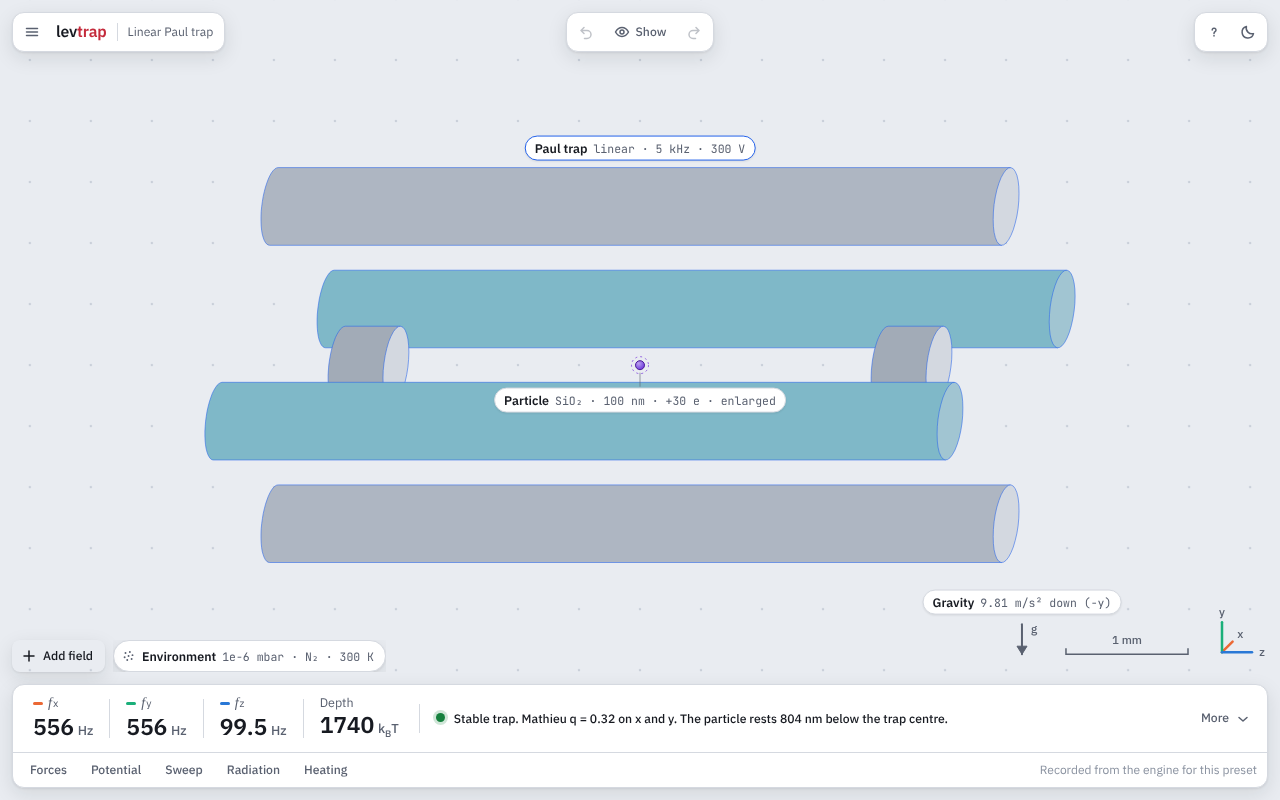 levtrap Linear Paul trap
Show
?
Paul trap linear · 5 kHz · 300 V
Particle SiO₂ · 100 nm · +30 e · enlarged
Gravity 9.81 m/s² down (-y)
g
1 mm
y
x
z
Add field
Environment 1e-6 mbar · N₂ · 300 K
fx
556 Hz
fy
556 Hz
fz
99.5 Hz
Depth
1740 k_BT
Stable trap. Mathieu q = 0.32 on x and y. The particle rests 804 nm below the trap centre.
More
Forces Potential Sweep Radiation Heating
Recorded from the engine for this preset